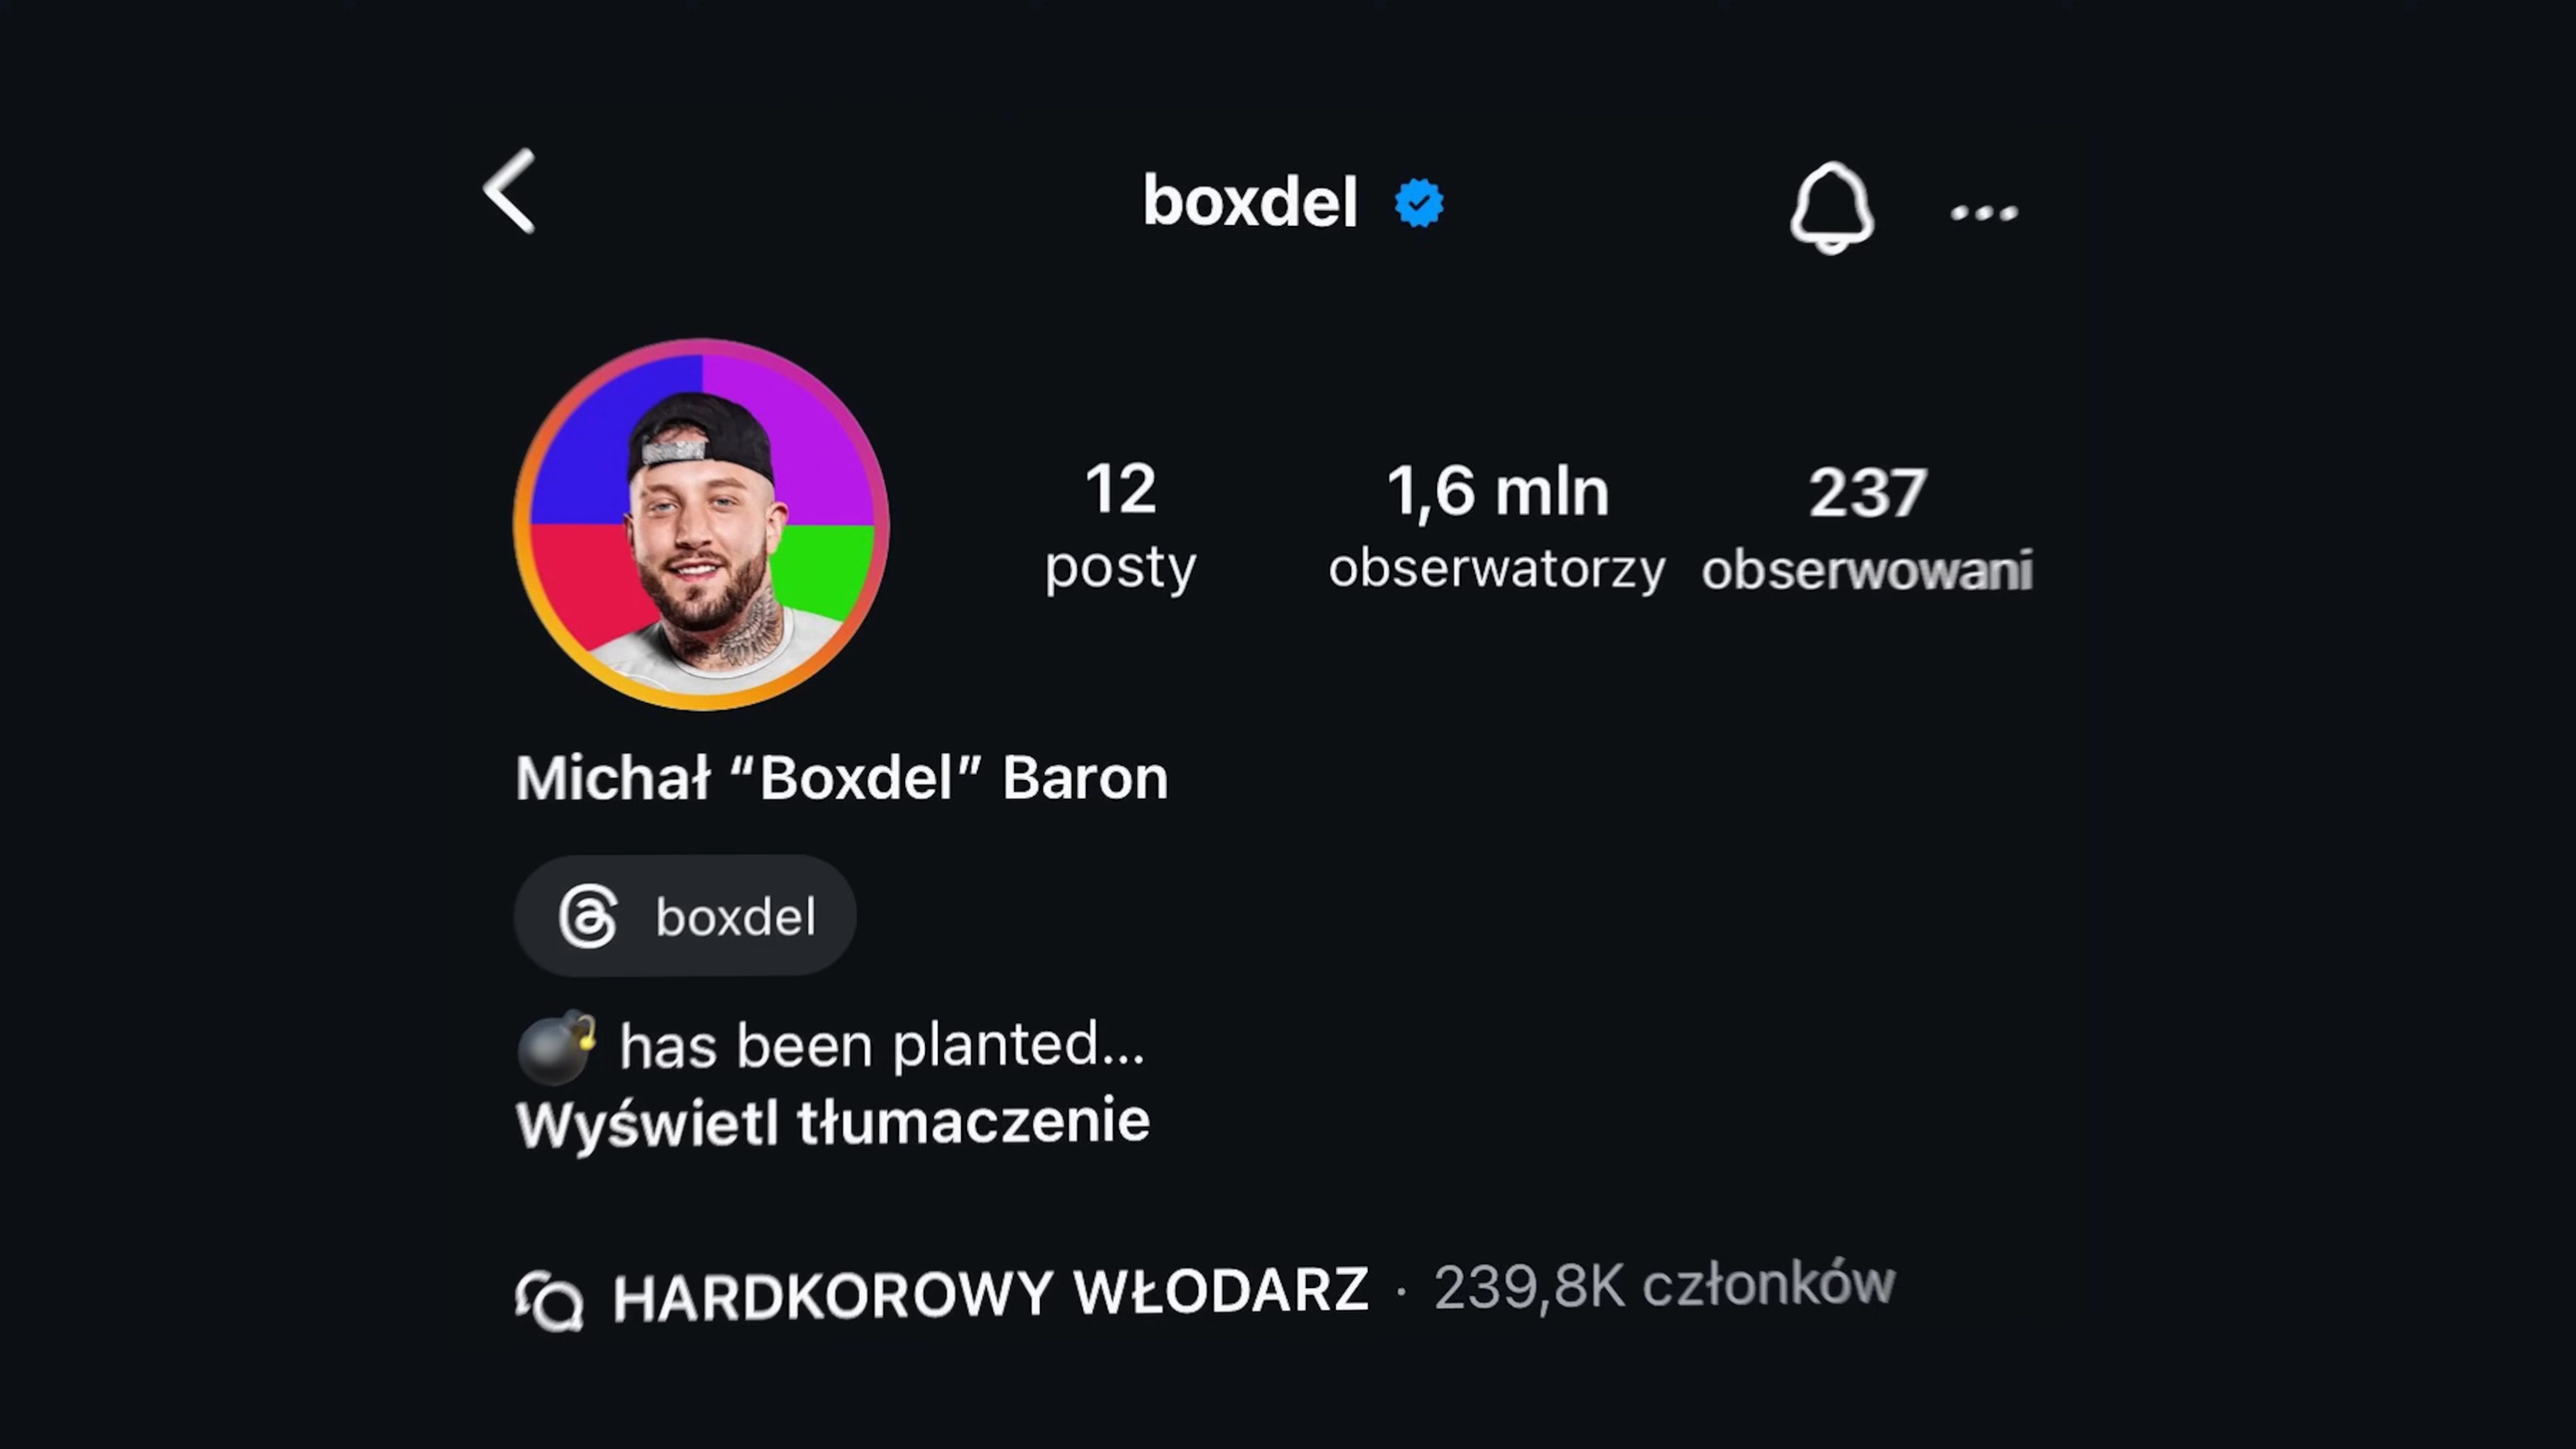 boxdel
12 1,6 mln 237
posty obserwatorzy obserwowani
Michał “Boxdel” Baron
boxdel
💣 has been planted...
Wyświetl tłumaczenie
HARDKOROWY WŁODARZ · 239,8K członków